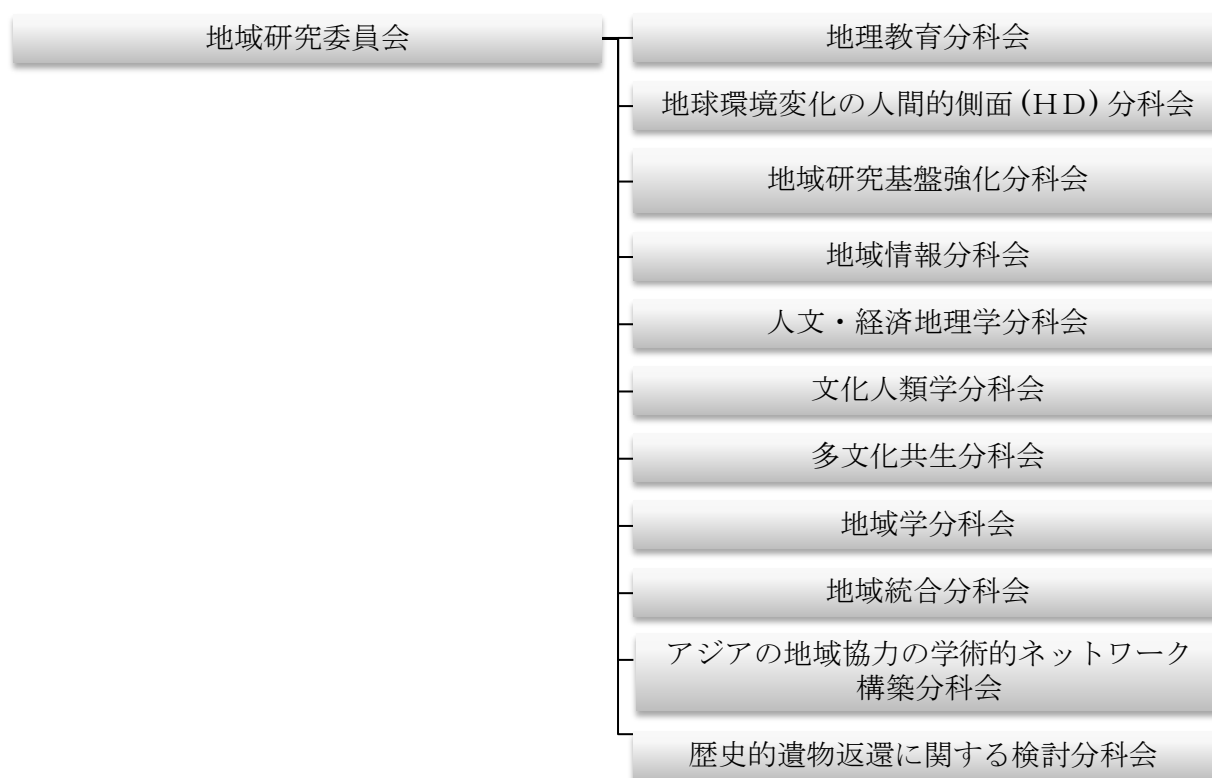 地域研究委員会
地理教育分科会
地球環境変化の人間的側面(HD)分科会
地域研究基盤強化分科会
地域情報分科会
人文・経済地理学分科会
文化人類学分科会
多文化共生分科会
地域学分科会
地域統合分科会
アジアの地域協力の学術的ネットワーク
構築分科会
歴史的遺物返還に関する検討分科会